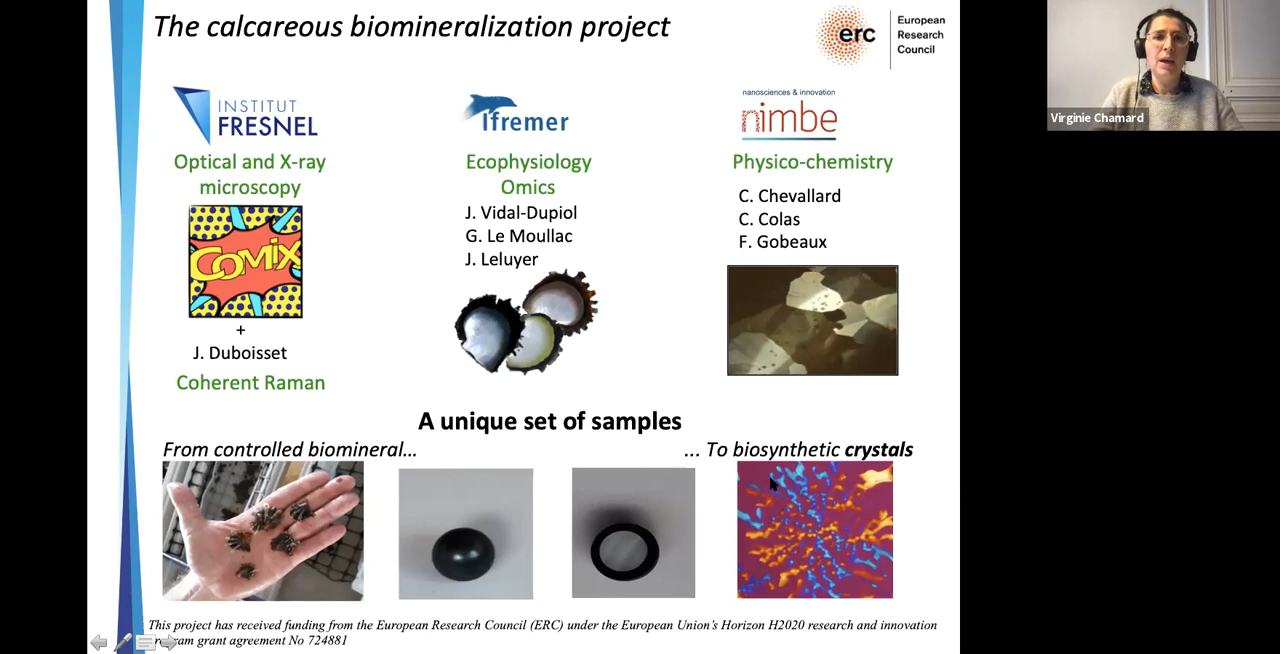 The calcareous biomineralization project
erc
European
Research
Council
INSTITUT
FRESNEL
Optical and X-ray
microscopy
COMiX
+
J. Duboisset
Coherent Raman
Ifremer
Ecophysiology
Omics
J. Vidal-Dupiol
G. Le Moullac
J. Leluyer
nanosciences & innovation
nimbe
Physico-chemistry
C. Chevallard
C. Colas
F. Gobeaux
A unique set of samples
From controlled biomineral...
... To biosynthetic crystals
This project has received funding from the European Research Council (ERC) under the European Union's Horizon H2020 research and innovation
program grant agreement No 724881
Virginie Chamard